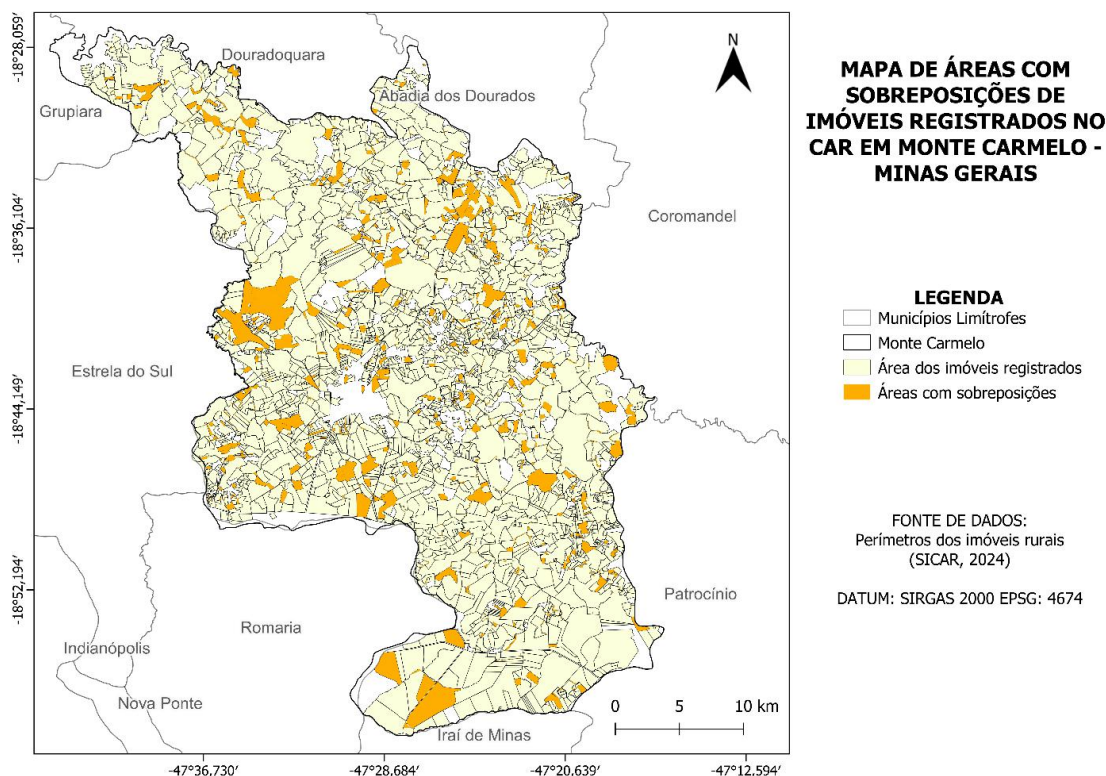 -18°28,059′
-18°36,104′
-18°44,149′
-18°52,194′
Douradoquara
Grupiara
Abadia dos Dourados
Coromandel
Estrela do Sul
Patrocínio
Romaria
Indianópolis
Nova Ponte
Iraí de Minas
N
0 5 10 km
-47°36,730′ -47°28,684′ -47°20,639′ -47°12,594′
MAPA DE ÁREAS COM
SOBREPOSIÇÕES DE
IMÓVEIS REGISTRADOS NO
CAR EM MONTE CARMELO -
MINAS GERAIS
LEGENDA
Municípios Limítrofes
Monte Carmelo
Área dos imóveis registrados
Áreas com sobreposições
FONTE DE DADOS:
Perímetros dos imóveis rurais
(SICAR, 2024)
DATUM: SIRGAS 2000 EPSG: 4674